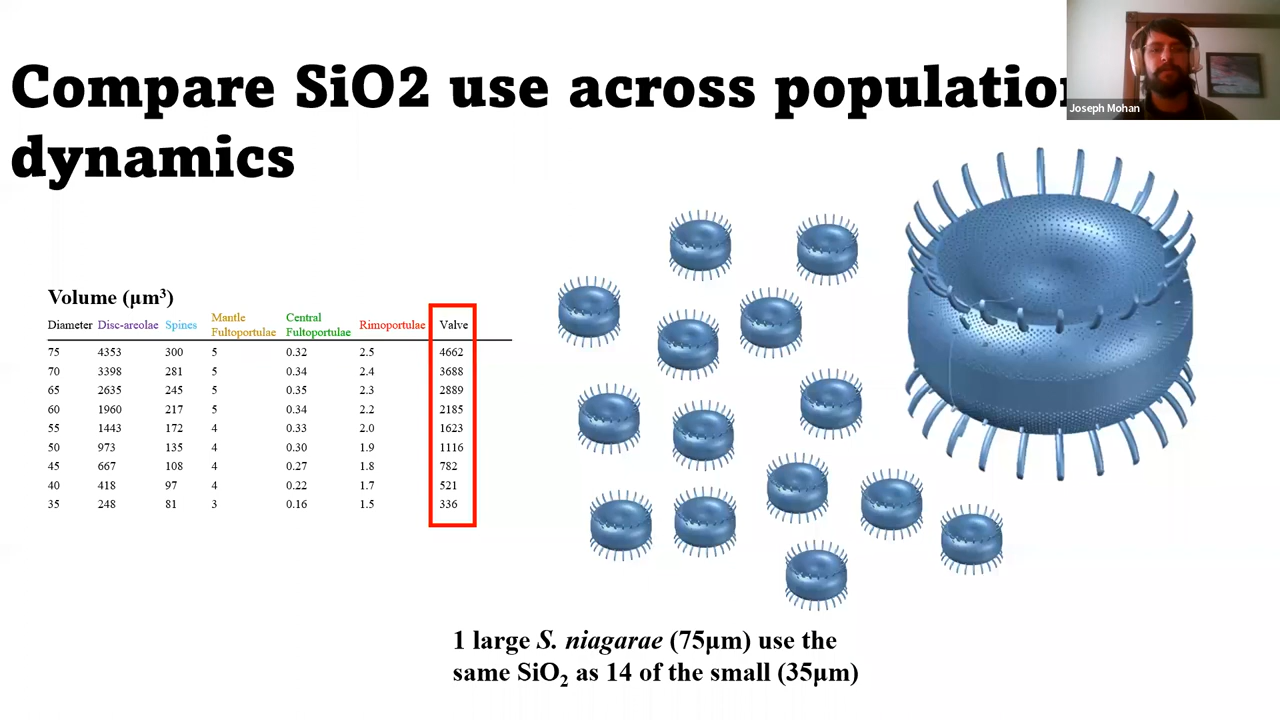 Compare SiO2 use across population
dynamics
Joseph Mohan
Volume (μm³)
Diameter Disc-areolae Spines Mantle Fultoportulae Central Fultoportulae Rimoportulae Valve
75 4353 300 5 0.32 2.5 4662
70 3398 281 5 0.34 2.4 3688
65 2635 245 5 0.35 2.3 2889
60 1960 217 5 0.34 2.2 2185
55 1443 172 4 0.33 2.0 1623
50 973 135 4 0.30 1.9 1116
45 667 108 4 0.27 1.8 782
40 418 97 4 0.22 1.7 521
35 248 81 3 0.16 1.5 336
1 large S. niagarae (75μm) use the
same SiO₂ as 14 of the small (35μm)